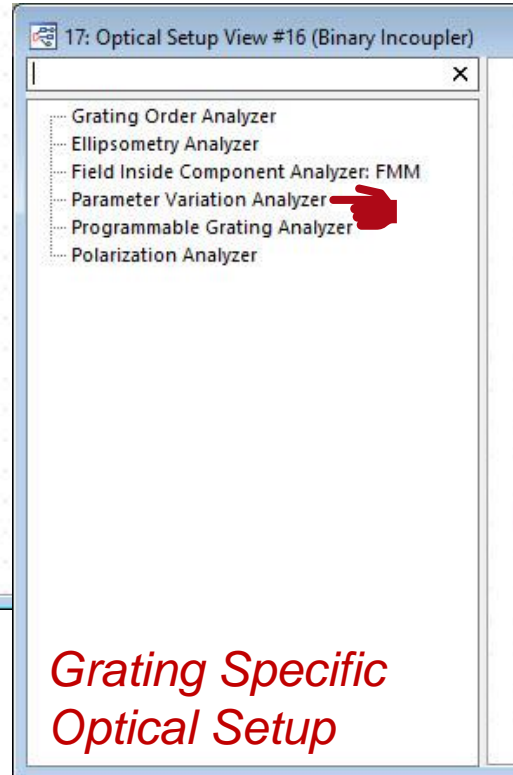 17: Optical Setup View #16 (Binary Incoupler)
Grating Order Analyzer
Ellipsometry Analyzer
Field Inside Component Analyzer: FMM
Parameter Variation Analyzer
Programmable Grating Analyzer
Polarization Analyzer
Grating Specific
Optical Setup